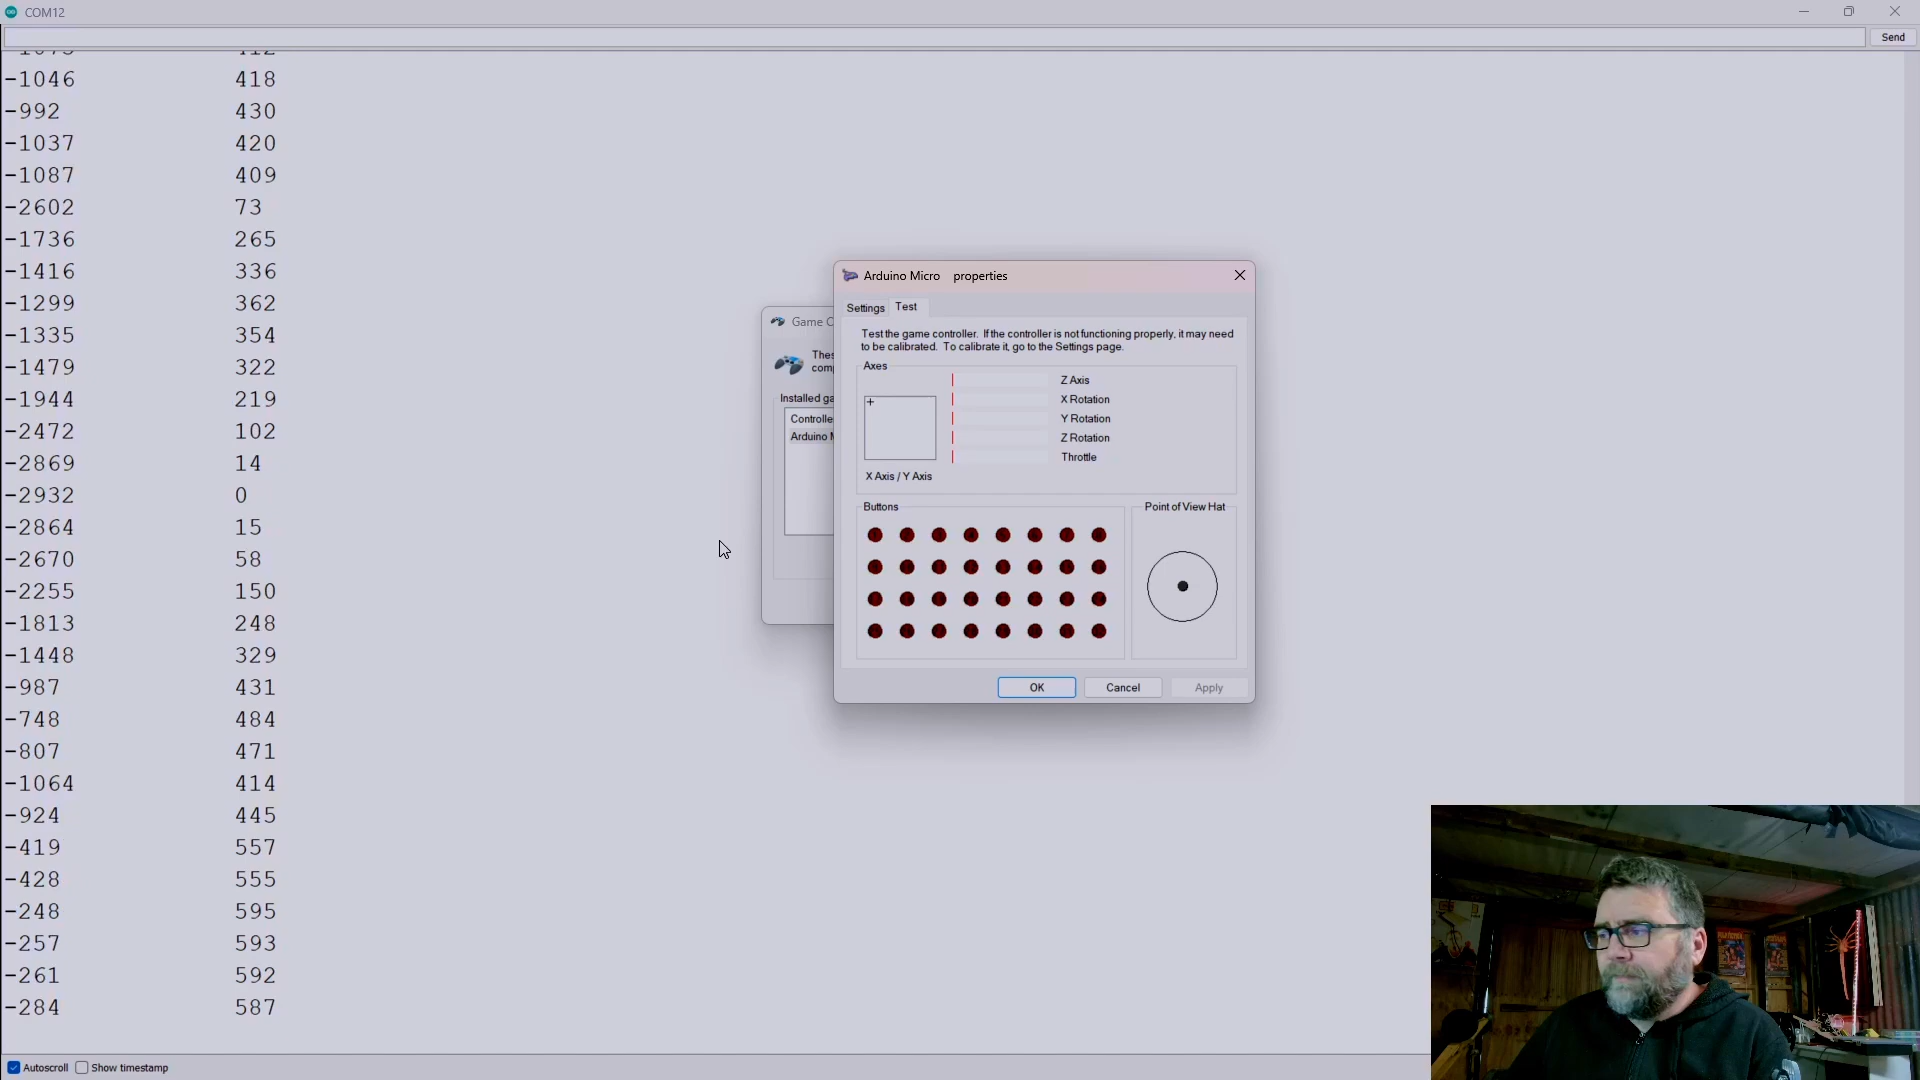 COM12
Send
-1046 418
-992 430
-1037 420
-1087 409
-2602 73
-1736 265
-1416 336
-1299 362
-1335 354
-1479 322
-1944 219
-2472 102
-2869 14
-2932 0
-2864 15
-2670 58
-2255 150
-1813 248
-1448 329
-987 431
-748 484
-807 471
-1064 414
-924 445
-419 557
-428 555
-248 595
-257 593
-261 592
-284 587
Autoscroll Show timestamp
Game C
Thes
com
Installed ga
Controlle
Arduino M
Arduino Micro properties
Settings Test
Test the game controller. If the controller is not functioning properly, it may need
to be calibrated. To calibrate it, go to the Settings page.
Axes
Z Axis
X Rotation
Y Rotation
Z Rotation
Throttle
X Axis / Y Axis
Buttons
Point of View Hat
OK Cancel Apply